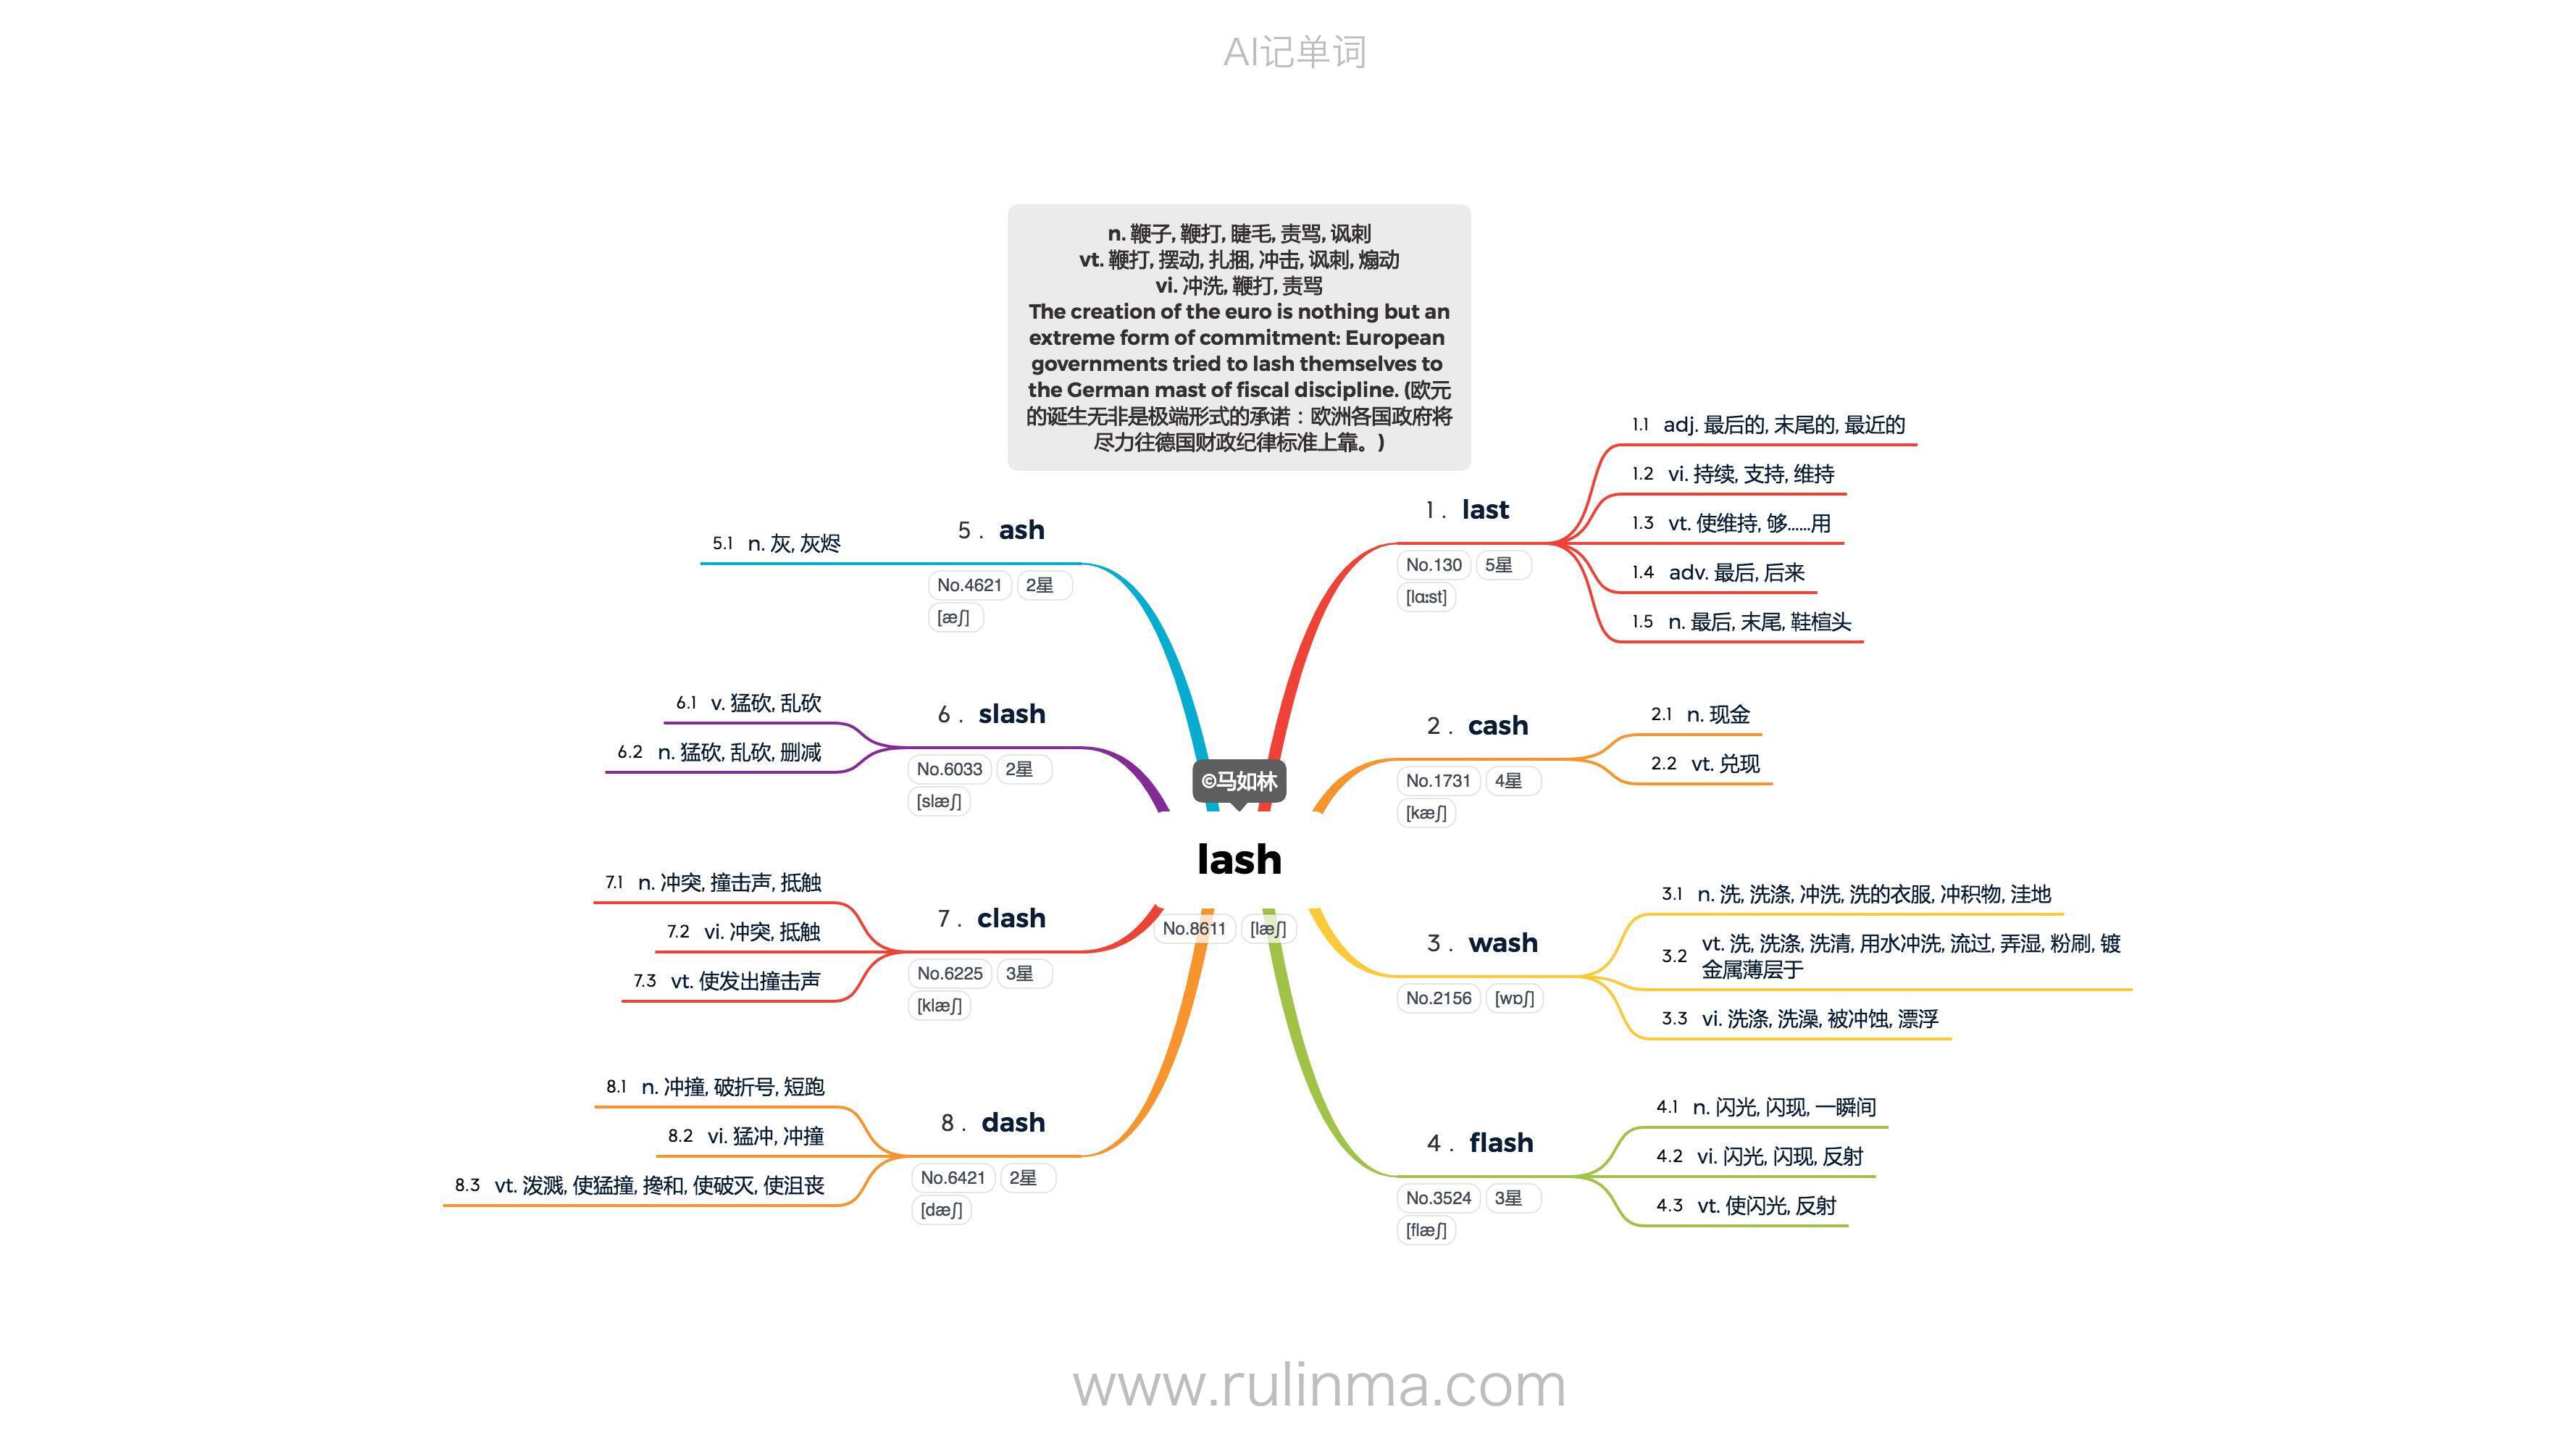 AI记单词
n. 鞭子, 鞭打, 睫毛, 责骂, 讽刺
vt. 鞭打, 摆动, 扎捆, 冲击, 讽刺, 煽动
vi. 冲洗, 鞭打, 责骂
The creation of the euro is nothing but an
extreme form of commitment: European
governments tried to lash themselves to
the German mast of fiscal discipline. (欧元
的诞生无非是极端形式的承诺：欧洲各国政府将
尽力往德国财政纪律标准上靠。)
©马如林
lash
No.8611 [læʃ]
1. last
No.130 5星
[lɑːst]
1.1 adj. 最后的, 末尾的, 最近的
1.2 vi. 持续, 支持, 维持
1.3 vt. 使维持, 够……用
1.4 adv. 最后, 后来
1.5 n. 最后, 末尾, 鞋楦头
2. cash
No.1731 4星
[kæʃ]
2.1 n. 现金
2.2 vt. 兑现
3. wash
No.2156 [wɒʃ]
3.1 n. 洗, 洗涤, 冲洗, 洗的衣服, 冲积物, 洼地
3.2 vt. 洗, 洗涤, 洗清, 用水冲洗, 流过, 弄湿, 粉刷, 镀
金属薄层于
3.3 vi. 洗涤, 洗澡, 被冲蚀, 漂浮
4. flash
No.3524 3星
[flæʃ]
4.1 n. 闪光, 闪现, 一瞬间
4.2 vi. 闪光, 闪现, 反射
4.3 vt. 使闪光, 反射
5. ash
No.4621 2星
[æʃ]
5.1 n. 灰, 灰烬
6. slash
No.6033 2星
[slæʃ]
6.1 v. 猛砍, 乱砍
6.2 n. 猛砍, 乱砍, 删减
7. clash
No.6225 3星
[klæʃ]
7.1 n. 冲突, 撞击声, 抵触
7.2 vi. 冲突, 抵触
7.3 vt. 使发出撞击声
8. dash
No.6421 2星
[dæʃ]
8.1 n. 冲撞, 破折号, 短跑
8.2 vi. 猛冲, 冲撞
8.3 vt. 泼溅, 使猛撞, 搀和, 使破灭, 使沮丧
www.rulinma.com